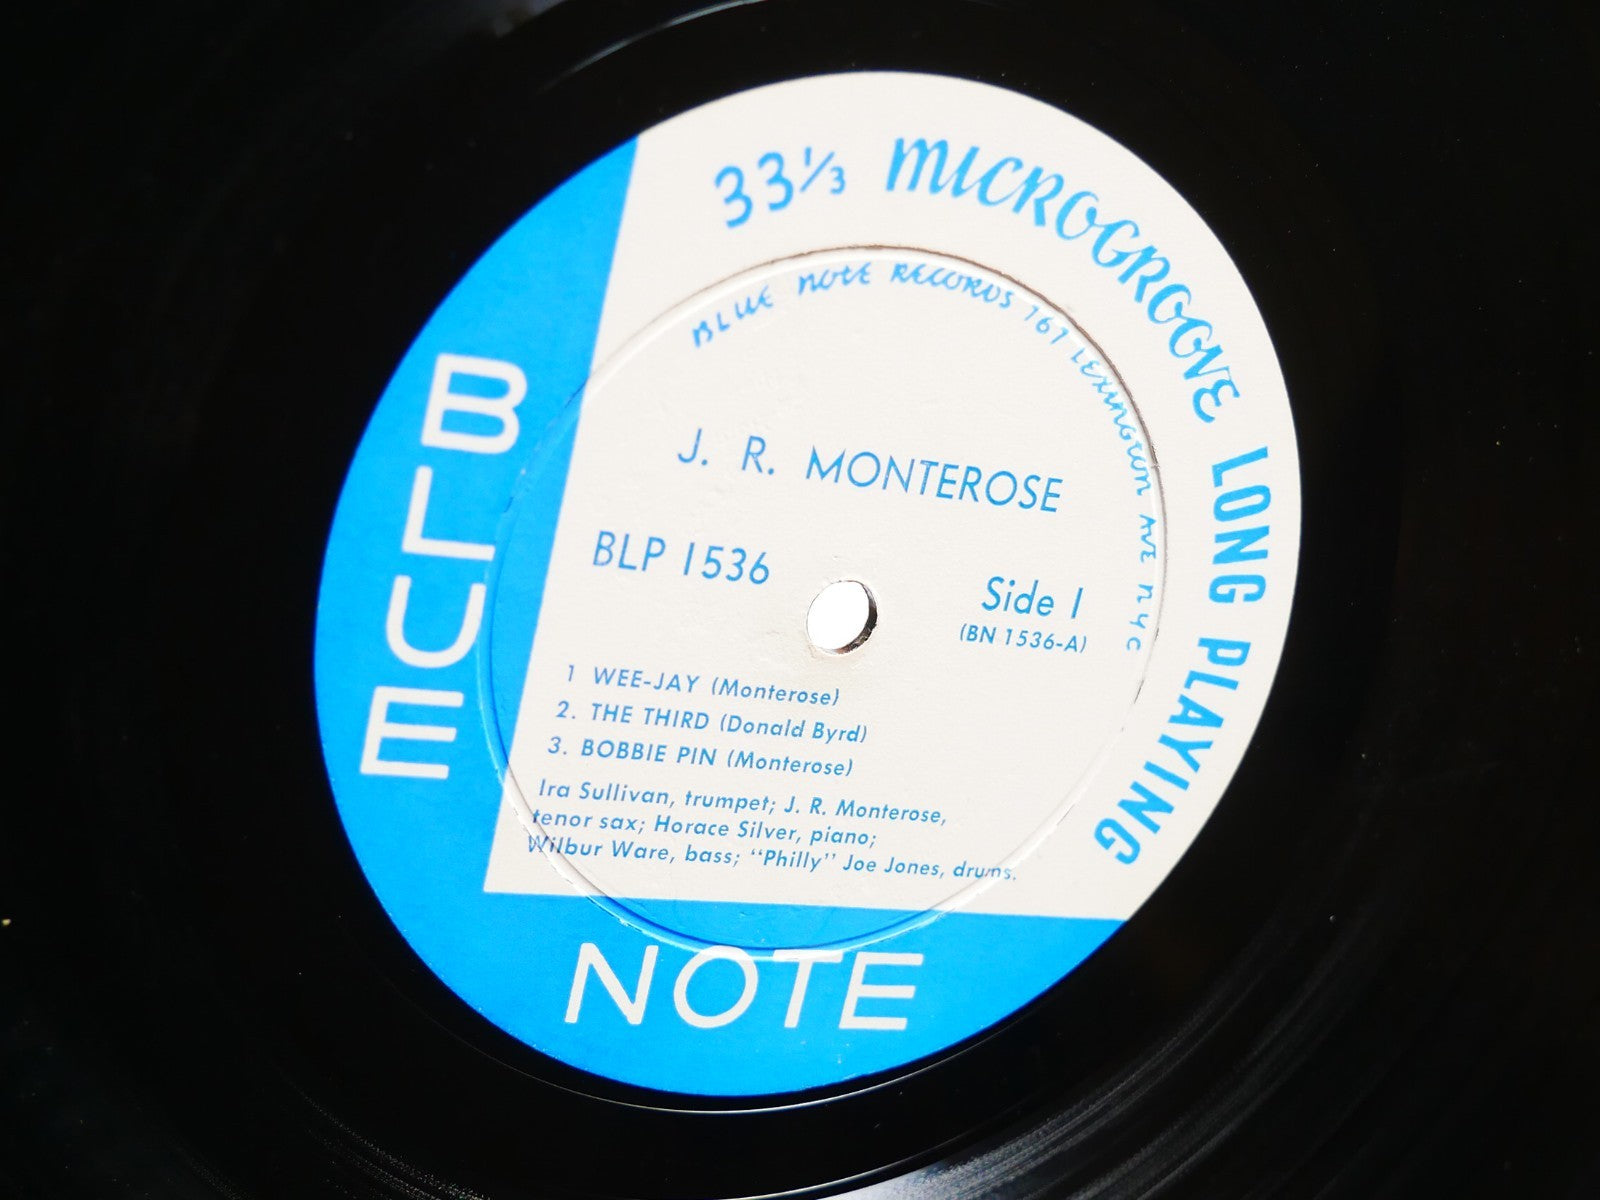 33⅓ MICROGROOVE LONG PLAYING
BLUE NOTE RECORDS 767 LEXINGTON AVE NYC
J. R. MONTEROSE
BLP 1536
Side 1
(BN 1536-A)
1 WEE-JAY (Monterose)
2. THE THIRD (Donald Byrd)
3. BOBBIE PIN (Monterose)
Ira Sullivan, trumpet; J. R. Monterose,
tenor sax; Horace Silver, piano;
Wilbur Ware, bass; "Philly" Joe Jones, drums.
BLUE
NOTE